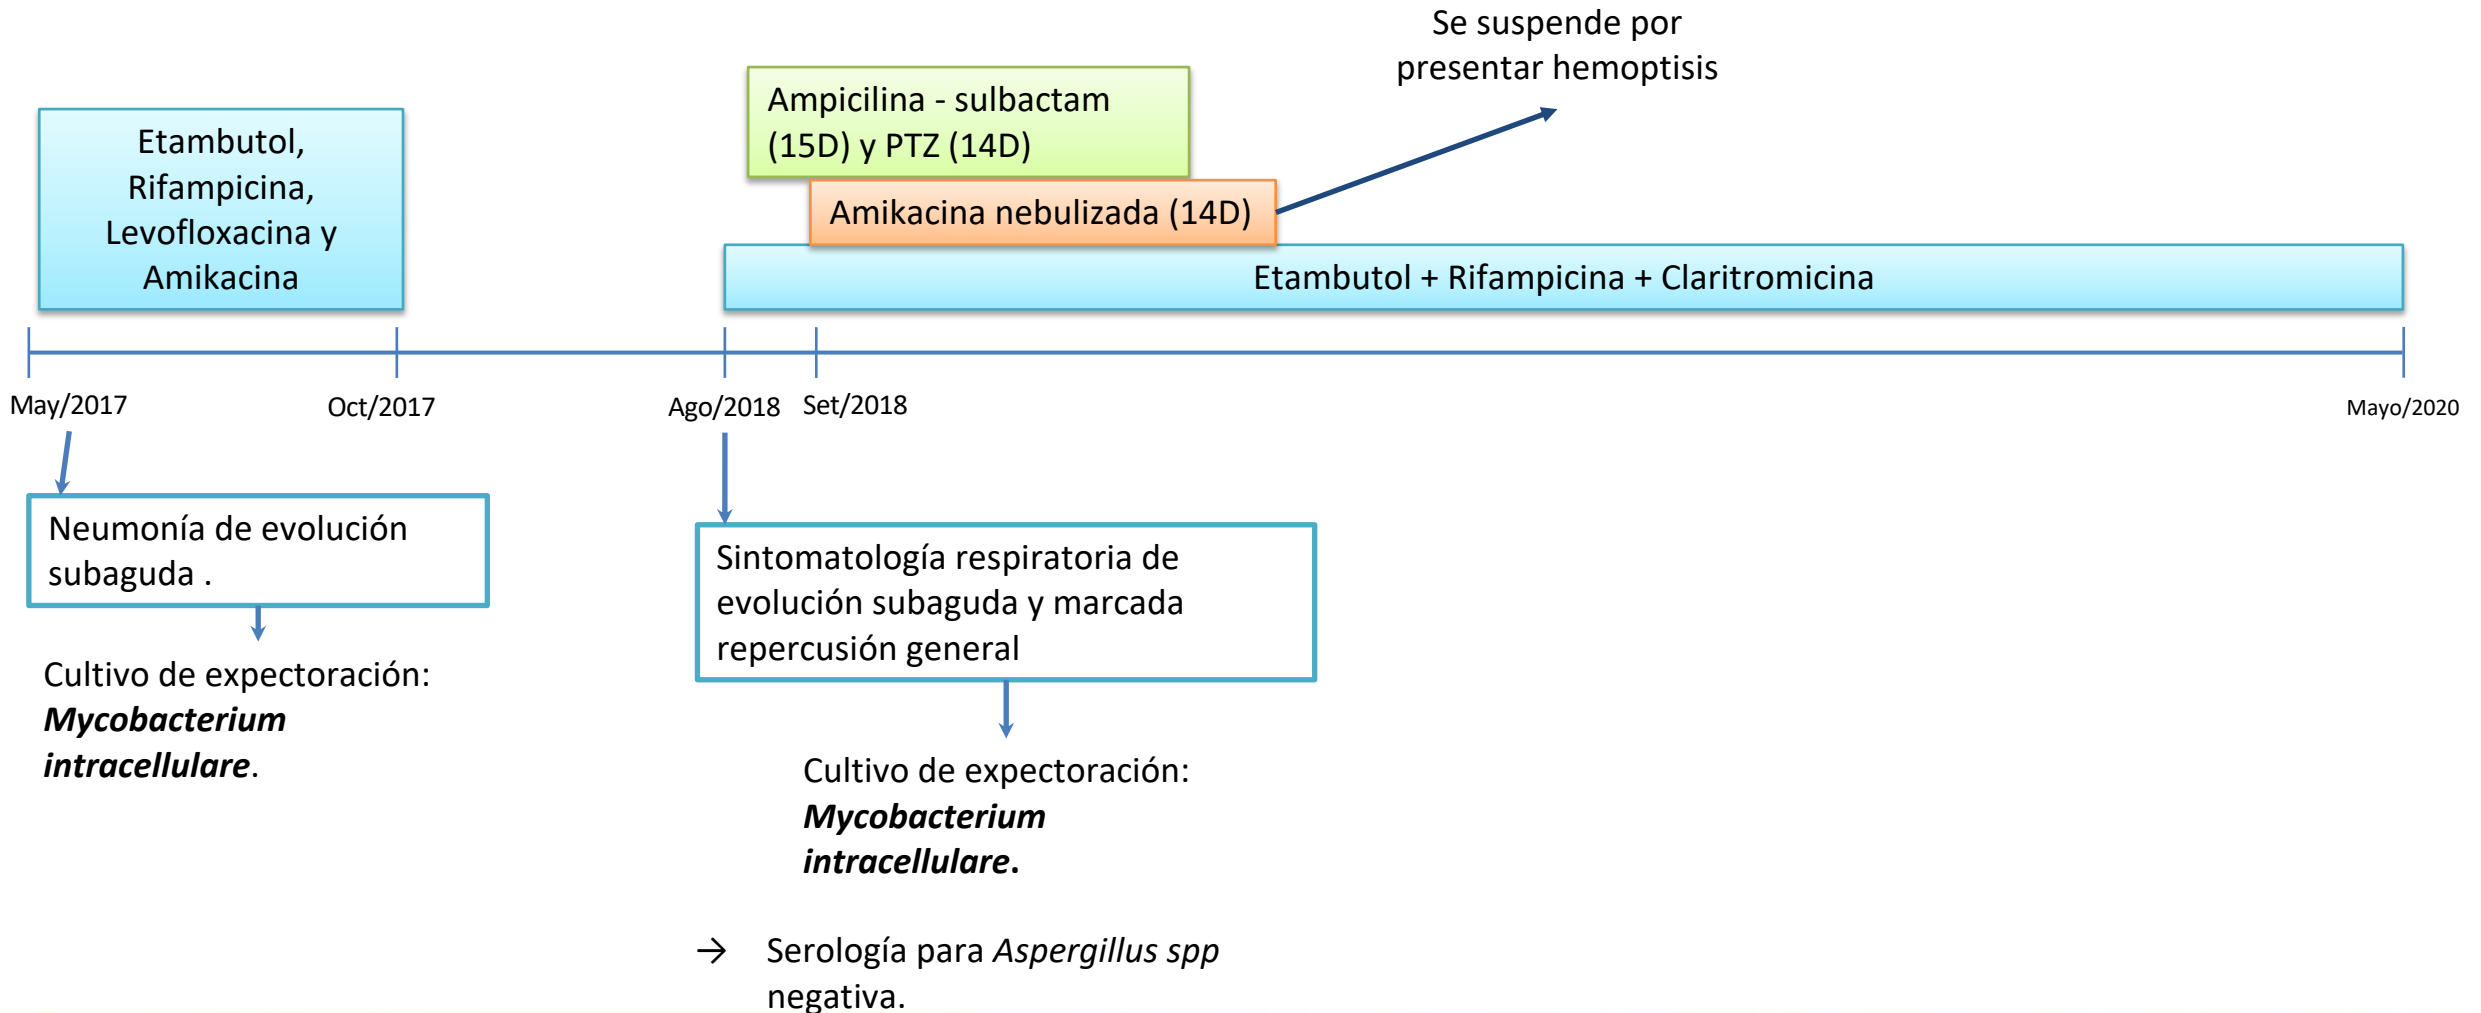 Se suspende por
presentar hemoptisis
Etambutol,
Rifampicina,
Levofloxacina y
Amikacina
Ampicilina - sulbactam
(15D) y PTZ (14D)
Amikacina nebulizada (14D)
Etambutol + Rifampicina + Claritromicina
May/2017
Oct/2017
Ago/2018
Set/2018
Mayo/2020
Neumonía de evolución
subaguda .
Cultivo de expectoración:
Mycobacterium
intracellulare.
Sintomatología respiratoria de
evolución subaguda y marcada
repercusión general
Cultivo de expectoración:
Mycobacterium
intracellulare.
→ Serología para Aspergillus spp
negativa.